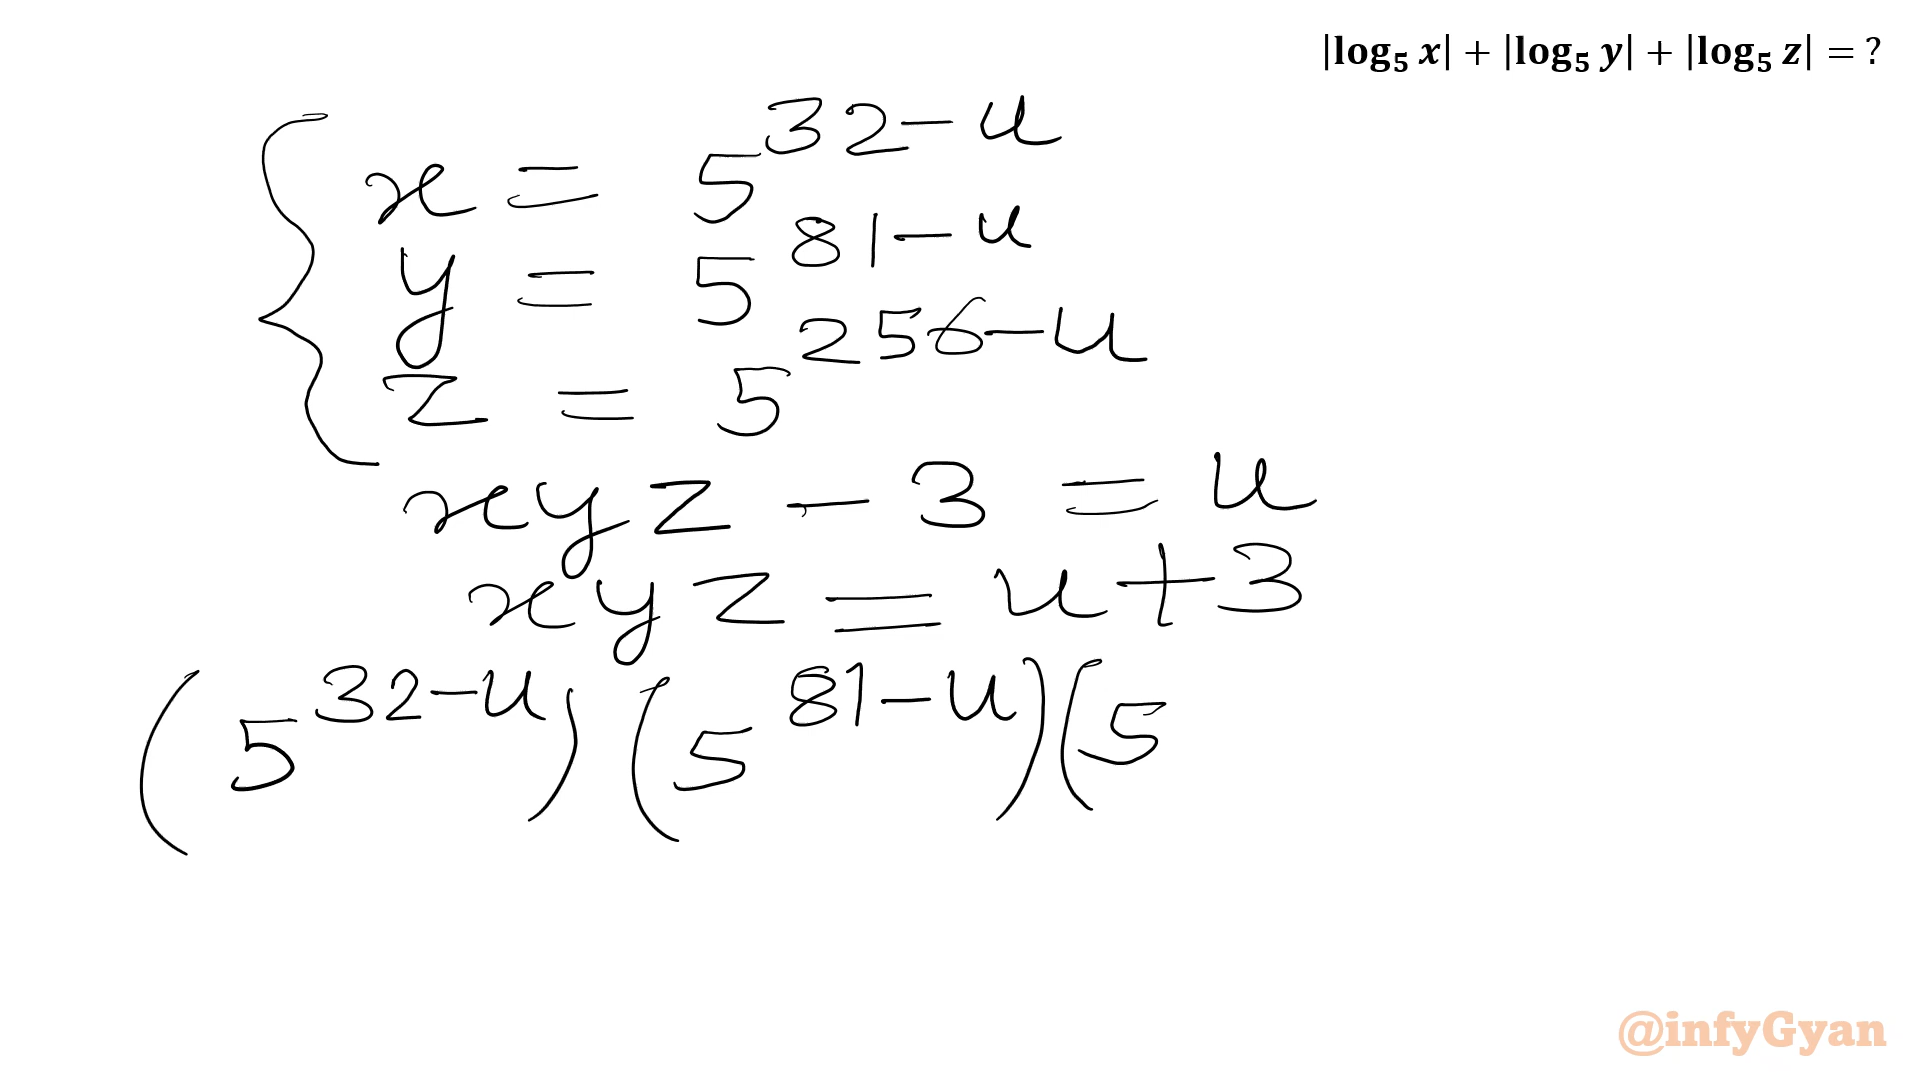 |log₅ x| + |log₅ y| + |log₅ z| = ?
x = 5^(32-u)
y = 5^(81-u)
z = 5^(256-u)
xyz - 3 = u
xyz = u + 3
(5^(32-u))(5^(81-u))(5
@infyGyan